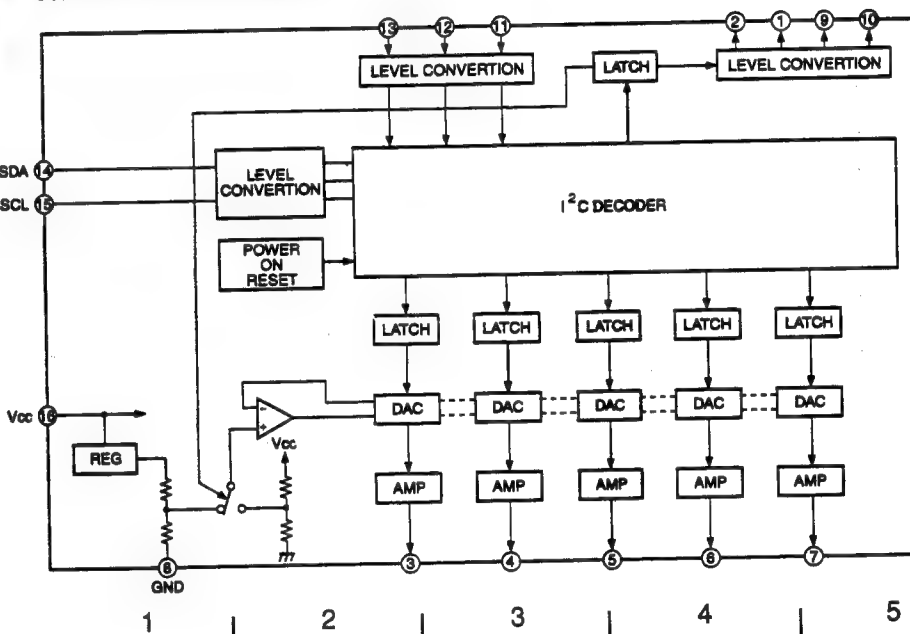 13 12 11 2 1 9 10
LEVEL CONVERTION LATCH LEVEL CONVERTION
SDA 14
LEVEL
CONVERTION
SCL 15
I²C DECODER
POWER
ON
RESET
LATCH LATCH LATCH LATCH LATCH
Vcc 16
- DAC DAC DAC DAC DAC
+
Vcc
REG
AMP AMP AMP AMP AMP
8 3 4 5 6 7
GND
1 2 3 4 5